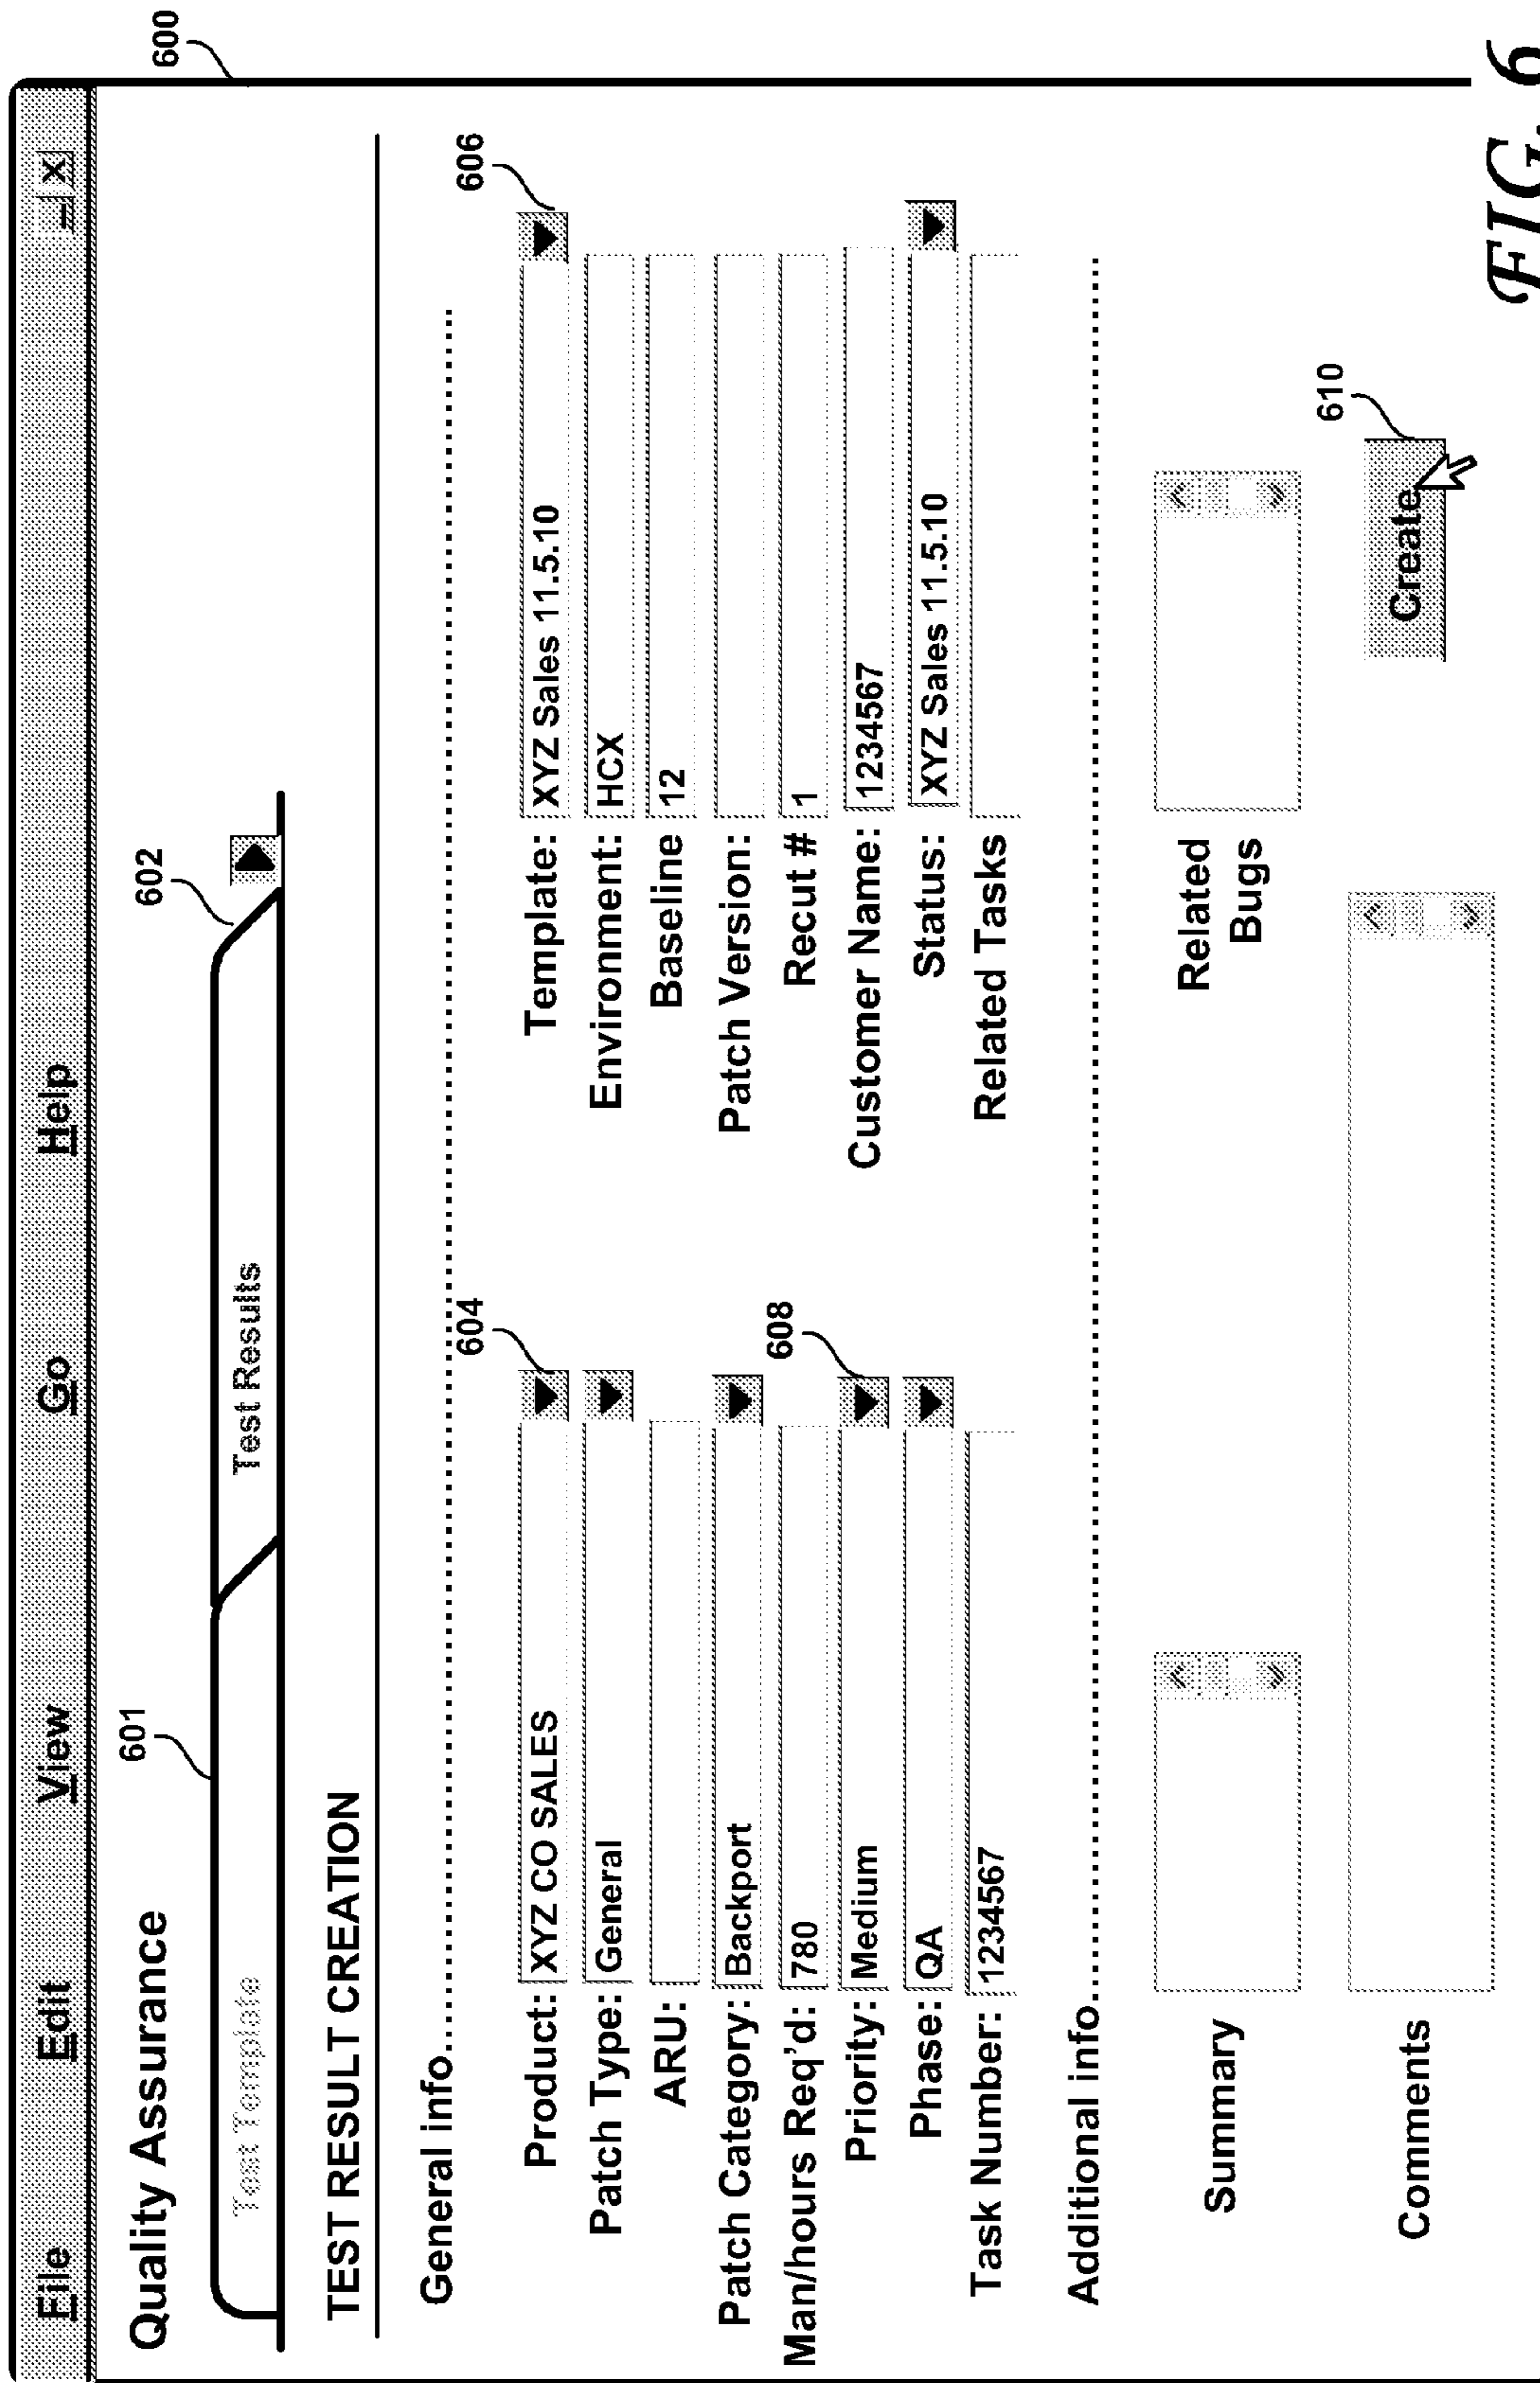 600
File Edit View Go Help
_ X
Quality Assurance
601
602
Test Template Test Results
TEST RESULT CREATION
General info
604
606
Product: XYZ CO SALES Template: XYZ Sales 11.5.10
Patch Type: General Environment: HCX
ARU: Baseline 12
Patch Category: Backport Patch Version:
608
Man/hours Req'd: 780 Recut # 1
Priority: Medium Customer Name: 1234567
Phase: QA Status: XYZ Sales 11.5.10
Task Number: 1234567 Related Tasks
Additional info
Summary Related Bugs
610
Comments Create
FIG. 6